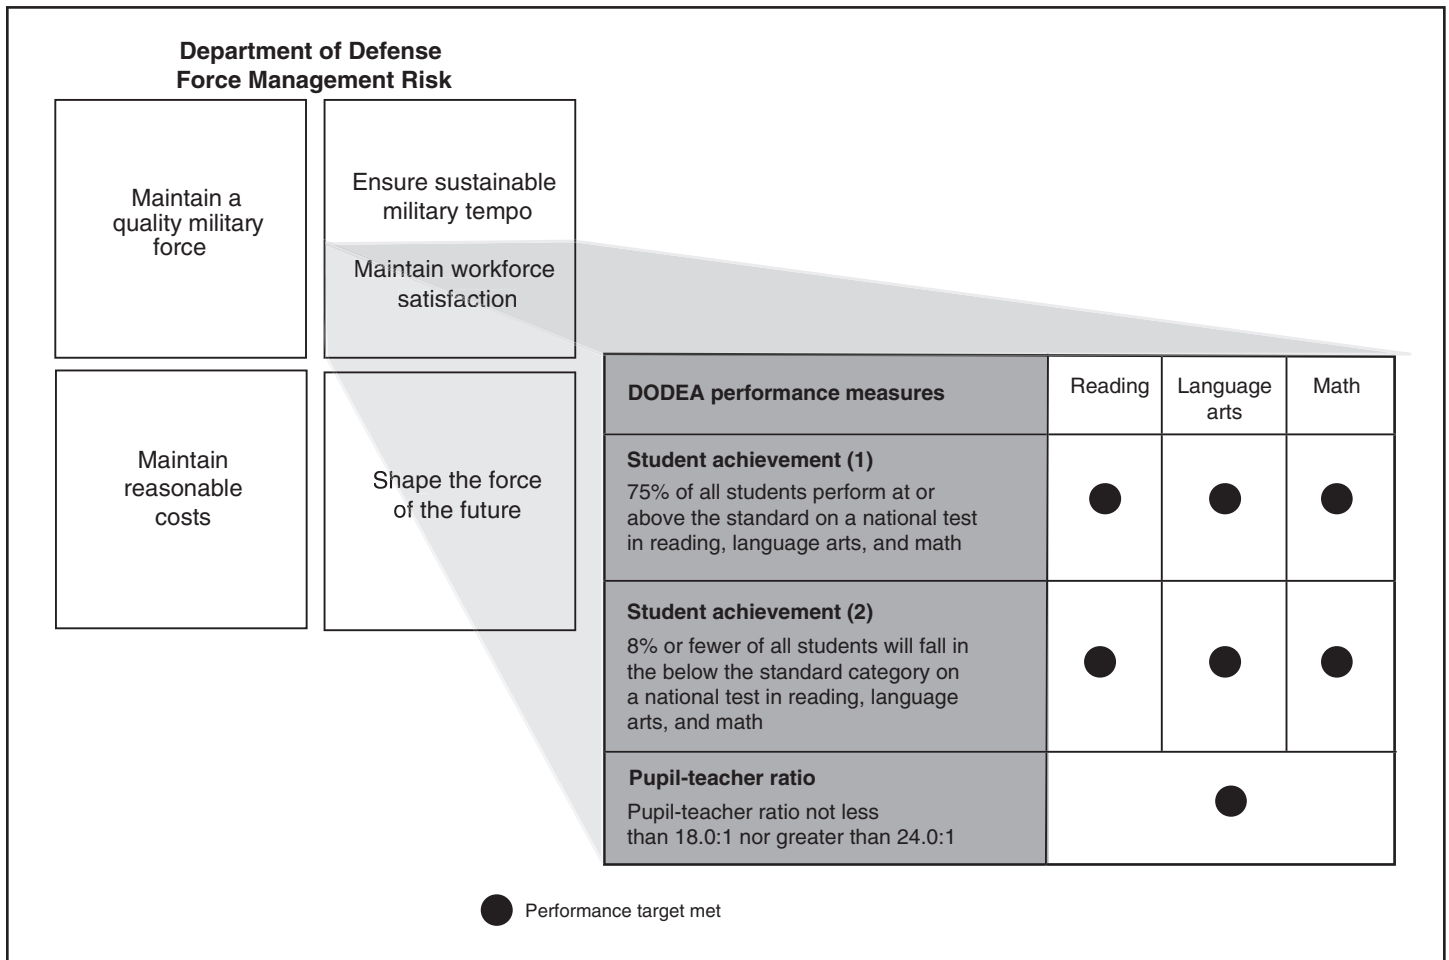 Department of Defense
Force Management Risk
Maintain a
quality military
force
Ensure sustainable
military tempo
Maintain workforce
satisfaction
Maintain
reasonable
costs
Shape the force
of the future
DODEA performance measures
Reading
Language
arts
Math
Student achievement (1)
75% of all students perform at or
above the standard on a national test
in reading, language arts, and math
Student achievement (2)
8% or fewer of all students will fall in
the below the standard category on
a national test in reading, language
arts, and math
Pupil-teacher ratio
Pupil-teacher ratio not less
than 18.0:1 nor greater than 24.0:1
Performance target met